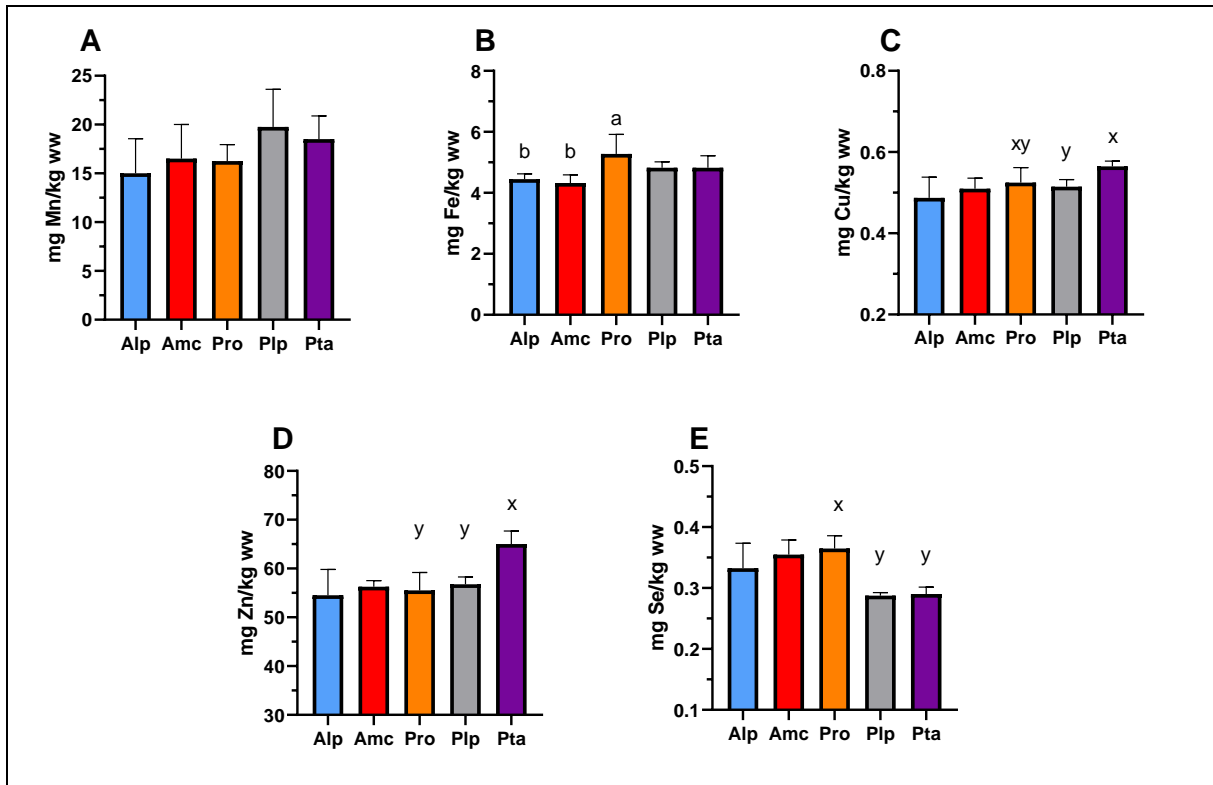 A
mg Mn/kg ww
25
20
15
10
5
0
Alp Amc Pro Plp Pta
B
mg Fe/kg ww
8
6
4
2
0
b b a
Alp Amc Pro Plp Pta
C
mg Cu/kg ww
0.8
0.6
0.4
0.2
xy y x
Alp Amc Pro Plp Pta
D
mg Zn/kg ww
80
70
60
50
40
30
y y x
Alp Amc Pro Plp Pta
E
mg Se/kg ww
0.5
0.4
0.3
0.2
0.1
x y y
Alp Amc Pro Plp Pta